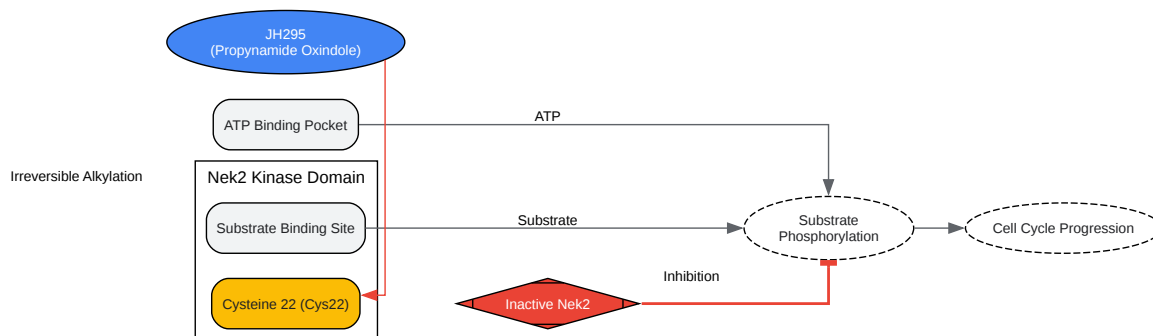 JH295
(Propynamide Oxindole)
ATP Binding Pocket
ATP
Irreversible Alkylation
Nek2 Kinase Domain
Substrate Binding Site
Substrate
Substrate
Phosphorylation
Cell Cycle Progression
Inhibition
Cysteine 22 (Cys22)
Inactive Nek2